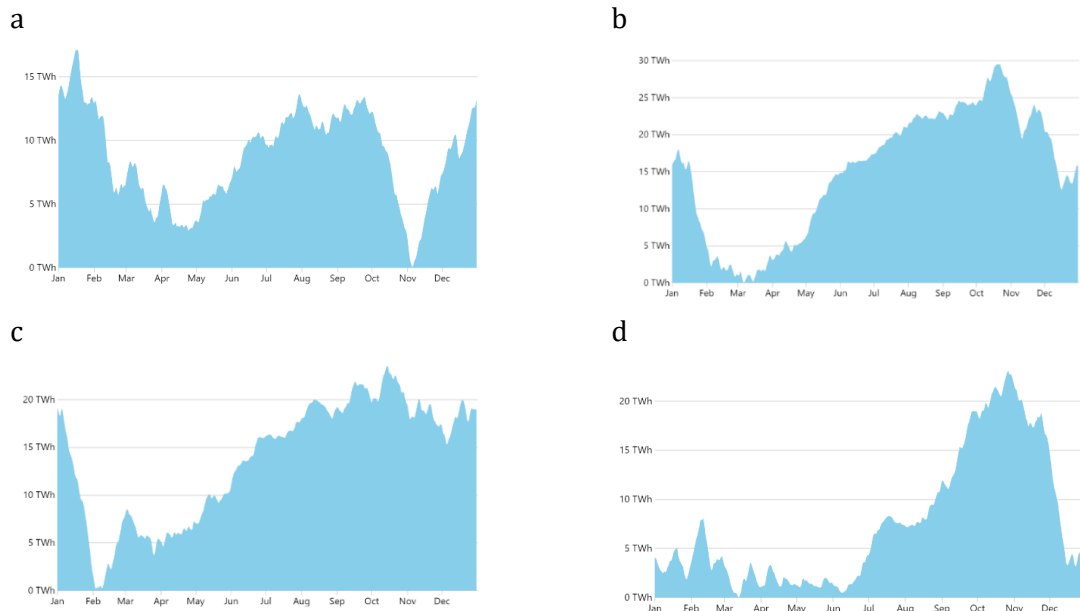 a
15 TWh
10 TWh
5 TWh
0 TWh
Jan Feb Mar Apr May Jun Jul Aug Sep Oct Nov Dec
b
30 TWh
25 TWh
20 TWh
15 TWh
10 TWh
5 TWh
0 TWh
Jan Feb Mar Apr May Jun Jul Aug Sep Oct Nov Dec
c
20 TWh
15 TWh
10 TWh
5 TWh
0 TWh
Jan Feb Mar Apr May Jun Jul Aug Sep Oct Nov Dec
d
20 TWh
15 TWh
10 TWh
5 TWh
0 TWh
Jan Feb Mar Apr May Jun Jul Aug Sep Oct Nov Dec